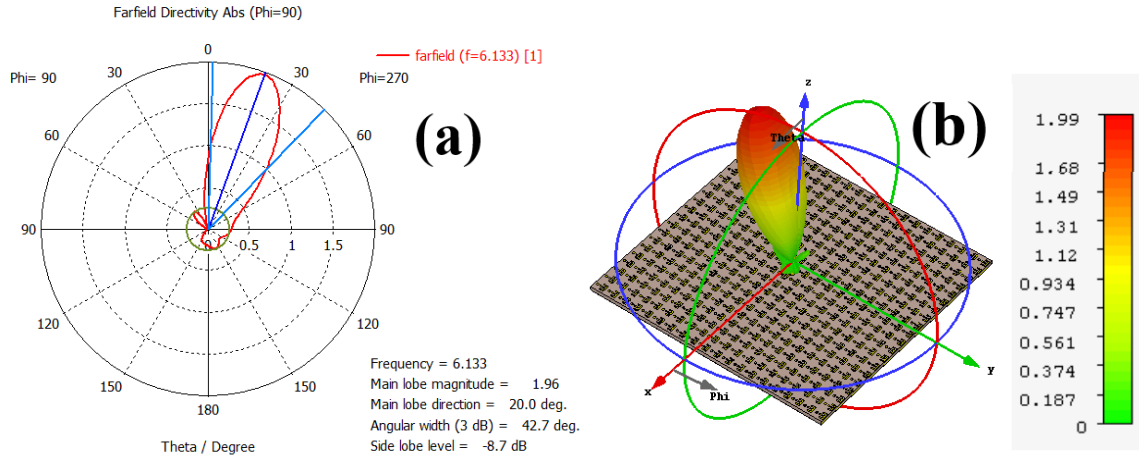 Farfield Directivity Abs (Phi=90)
farfield (f=6.133) [1]
Phi= 90
30
0
30
Phi=270
60
60
90
0
0.5
1
1.5
90
120
120
150
150
180
Theta / Degree
Frequency = 6.133
Main lobe magnitude = 1.96
Main lobe direction = 20.0 deg.
Angular width (3 dB) = 42.7 deg.
Side lobe level = -8.7 dB
(a)
(b)
z
Theta
y
x
Phi
1.99
1.68
1.49
1.31
1.12
0.934
0.747
0.561
0.374
0.187
0